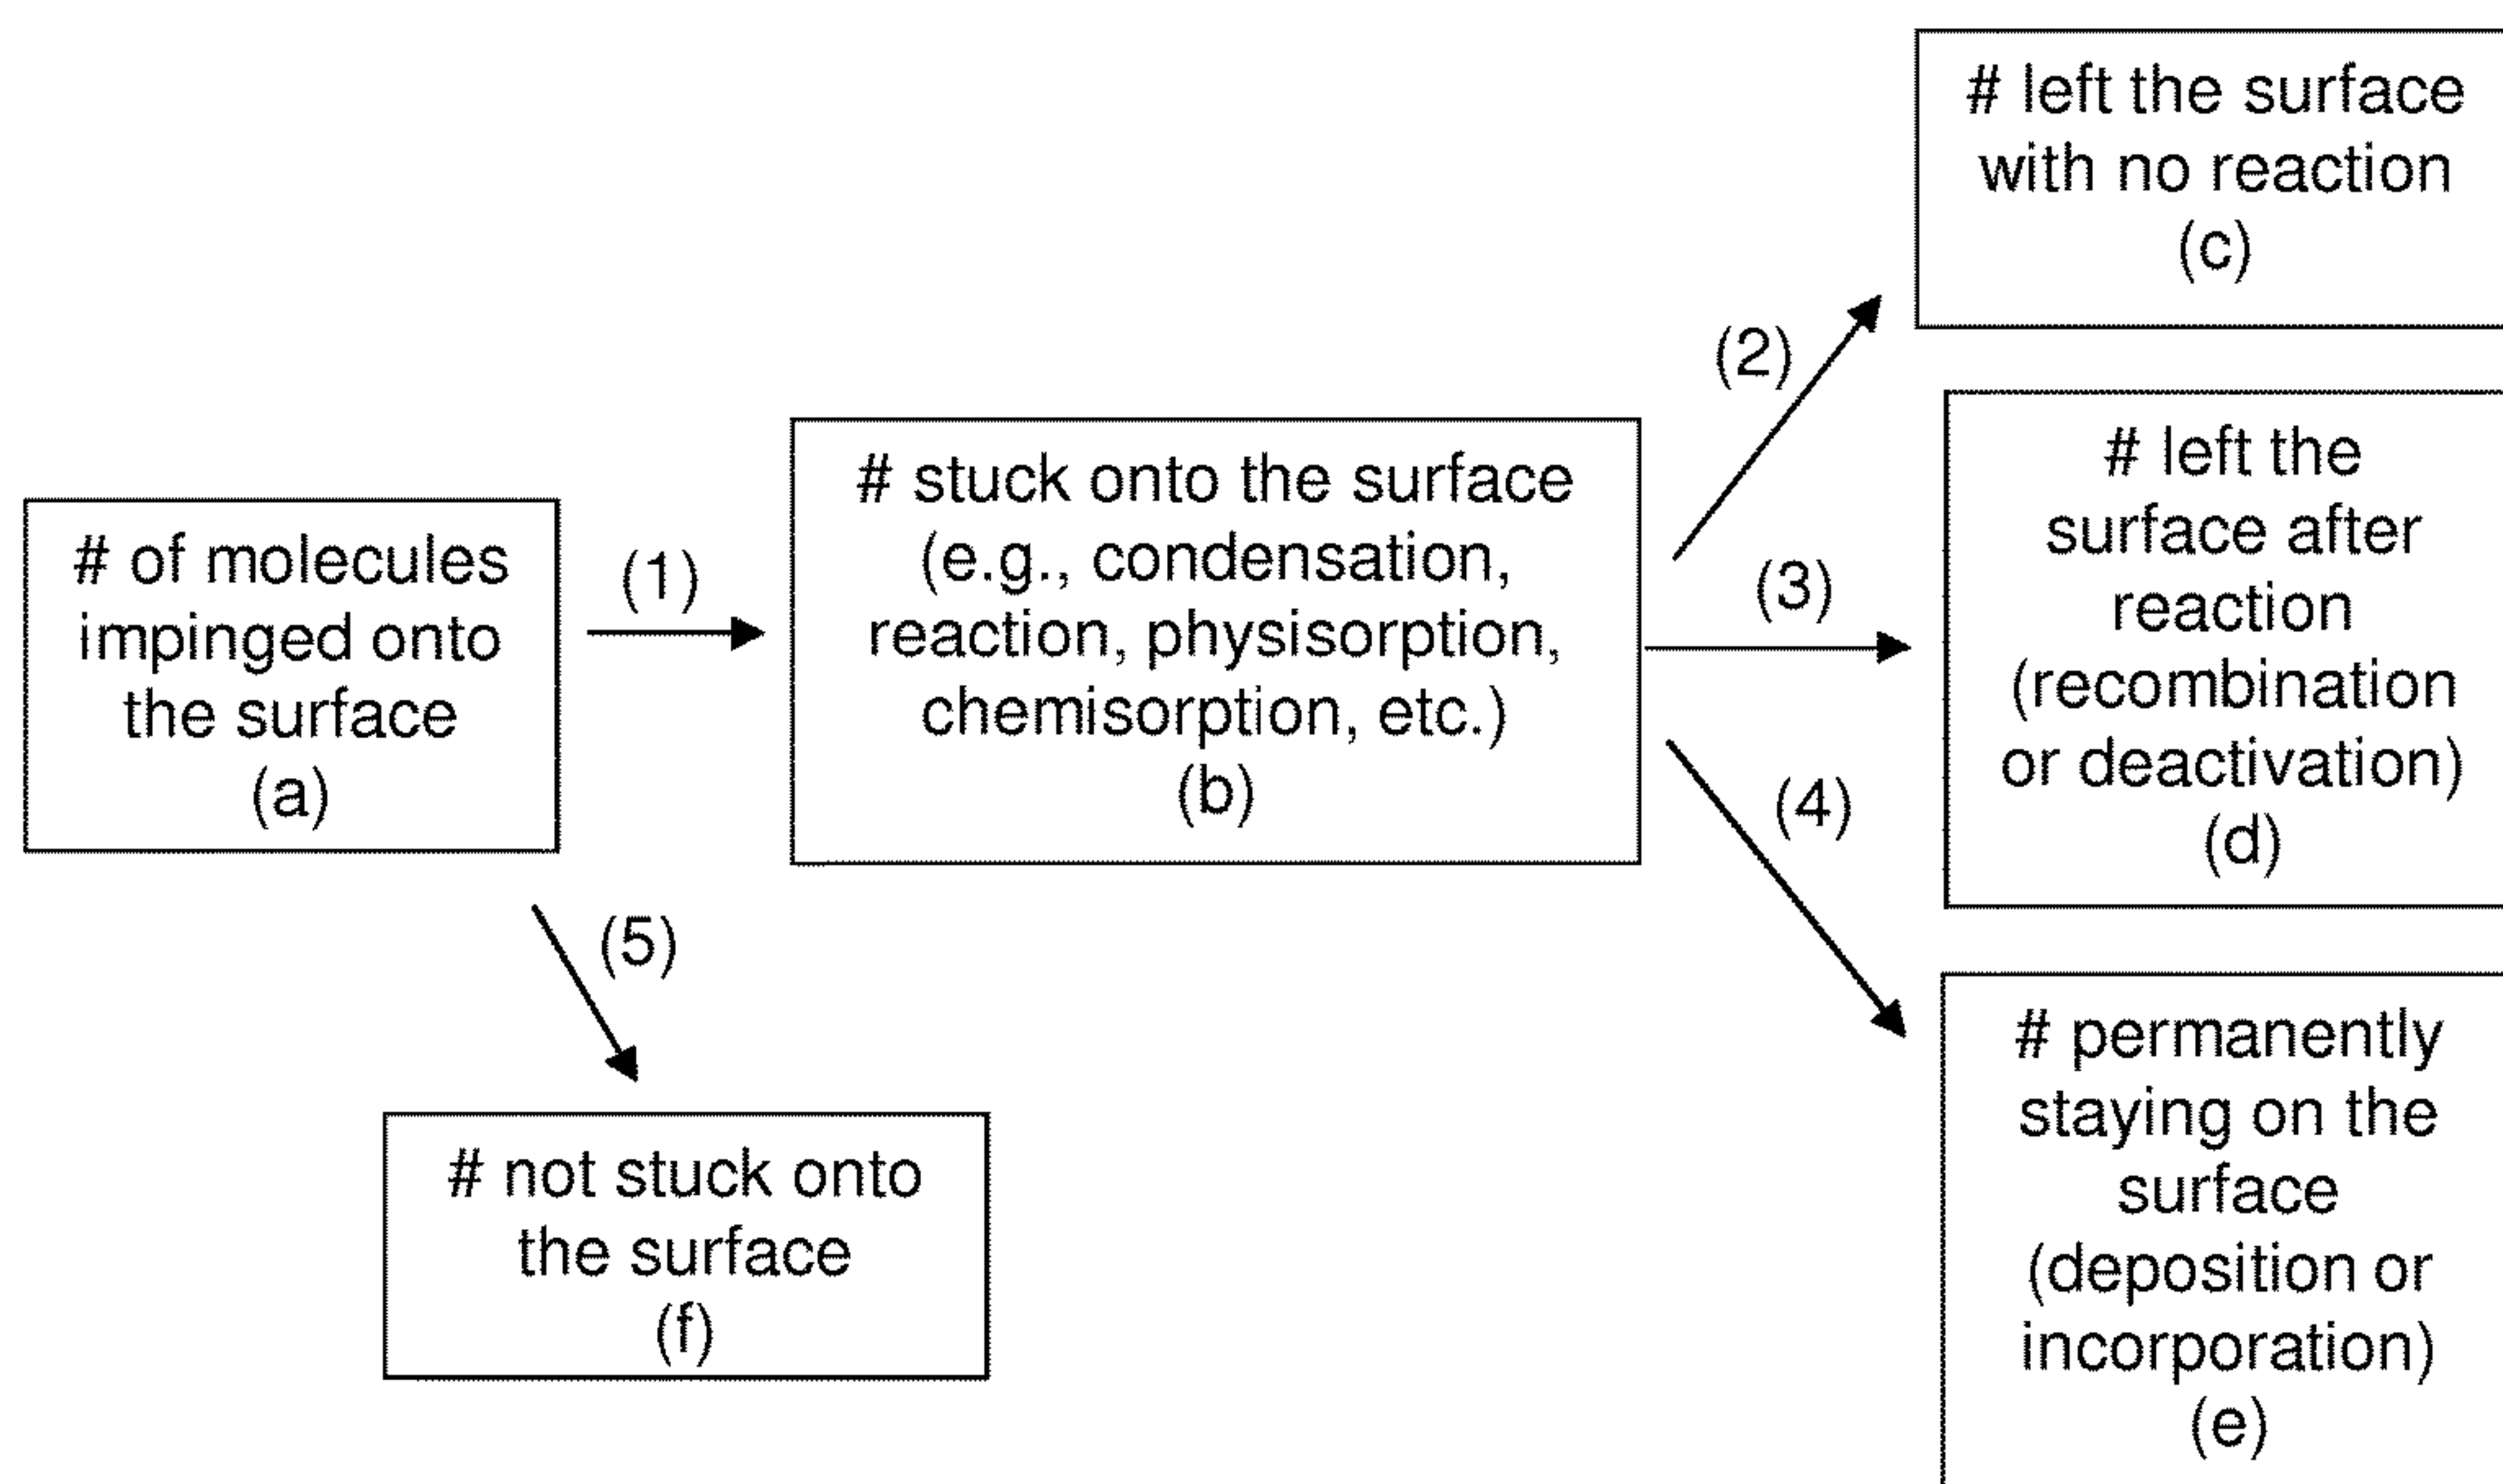 # of molecules
impinged onto
the surface
(a)
(1)
# stuck onto the surface
(e.g., condensation,
reaction, physisorption,
chemisorption, etc.)
(b)
(2)
# left the surface
with no reaction
(c)
(3)
# left the
surface after
reaction
(recombination
or deactivation)
(d)
(4)
# permanently
staying on the
surface
(deposition or
incorporation)
(e)
(5)
# not stuck onto
the surface
(f)